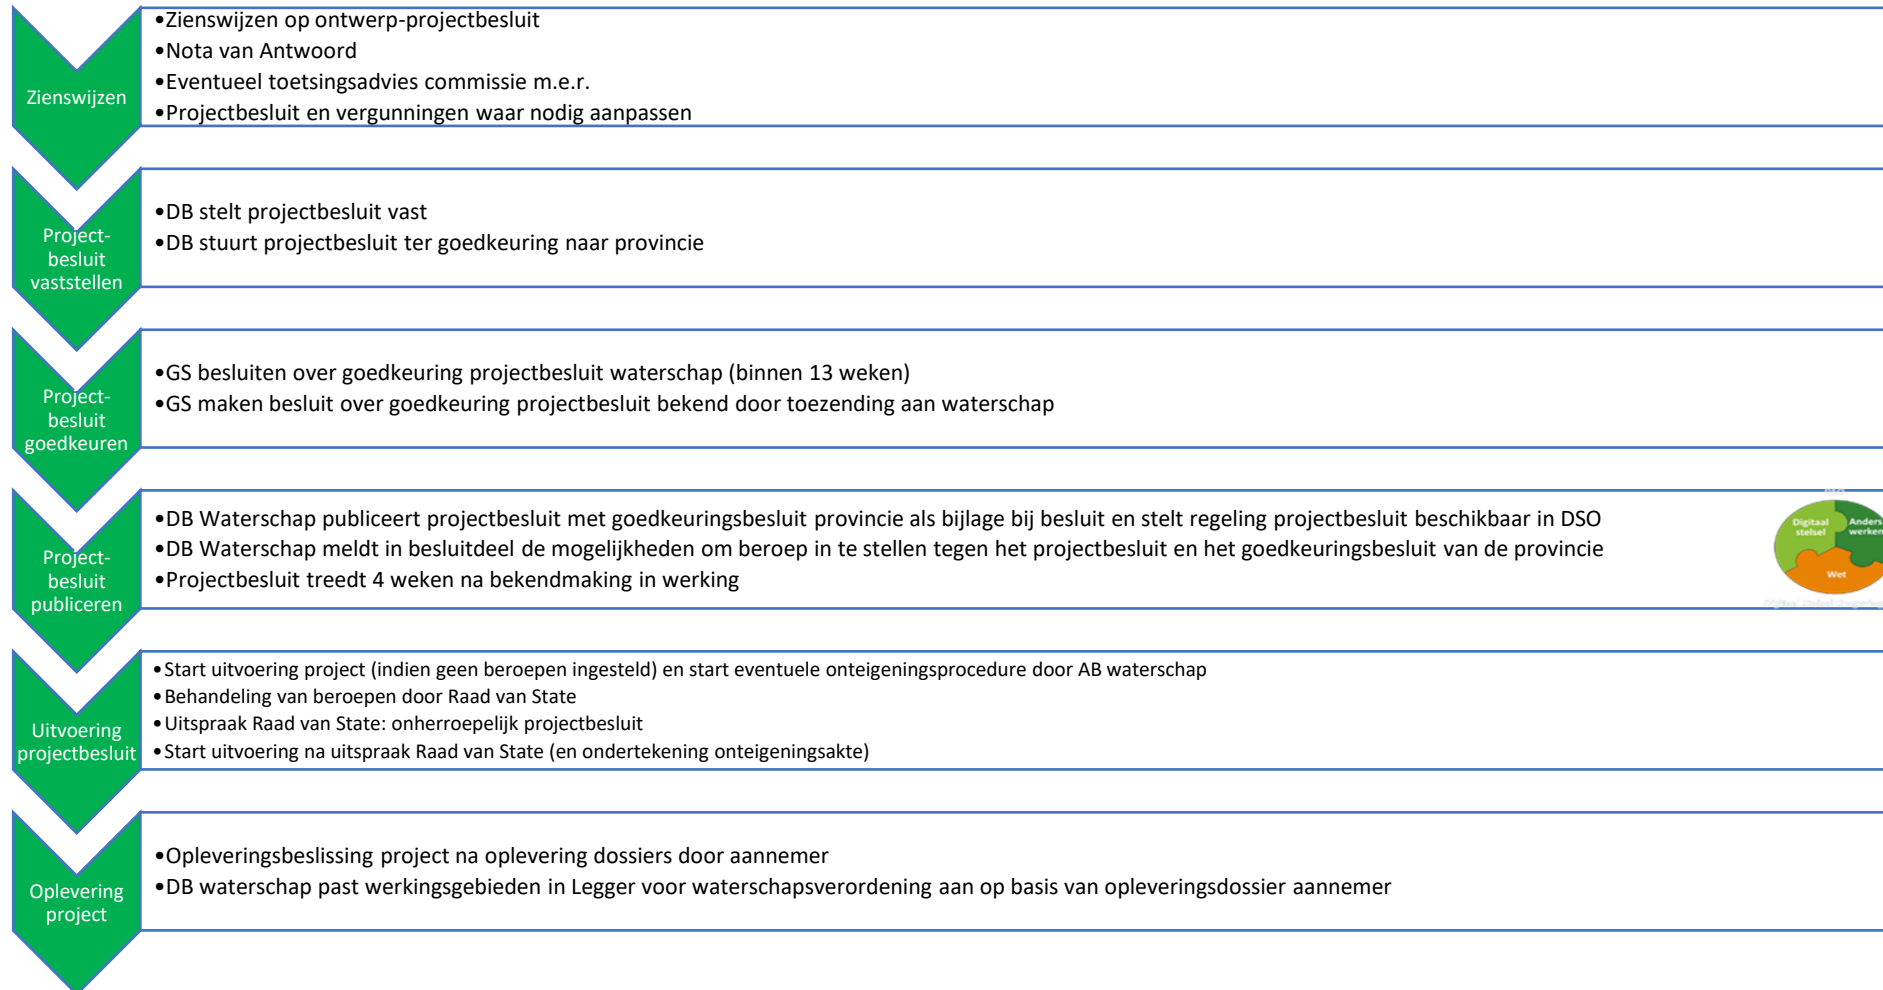 Zienswijzen
•Zienswijzen op ontwerp-projectbesluit
•Nota van Antwoord
•Eventueel toetsingsadvies commissie m.e.r.
•Projectbesluit en vergunningen waar nodig aanpassen
Project-
besluit
vaststellen
•DB stelt projectbesluit vast
•DB stuurt projectbesluit ter goedkeuring naar provincie
Project-
besluit
goedkeuren
•GS besluiten over goedkeuring projectbesluit waterschap (binnen 13 weken)
•GS maken besluit over goedkeuring projectbesluit bekend door toezending aan waterschap
Project-
besluit
publiceren
•DB Waterschap publiceert projectbesluit met goedkeuringsbesluit provincie als bijlage bij besluit en stelt regeling projectbesluit beschikbaar in DSO
•DB Waterschap meldt in besluitdeel de mogelijkheden om beroep in te stellen tegen het projectbesluit en het goedkeuringsbesluit van de provincie
•Projectbesluit treedt 4 weken na bekendmaking in werking
Digitaal
stelsel
Anders
werken
Wet
Uitvoering
projectbesluit
•Start uitvoering project (indien geen beroepen ingesteld) en start eventuele onteigeningsprocedure door AB waterschap
•Behandeling van beroepen door Raad van State
•Uitspraak Raad van State: onherroepelijk projectbesluit
•Start uitvoering na uitspraak Raad van State (en ondertekening onteigeningsakte)
Oplevering
project
•Opleveringsbeslissing project na oplevering dossiers door aannemer
•DB waterschap past werkingsgebieden in Legger voor waterschapsverordening aan op basis van opleveringsdossier aannemer